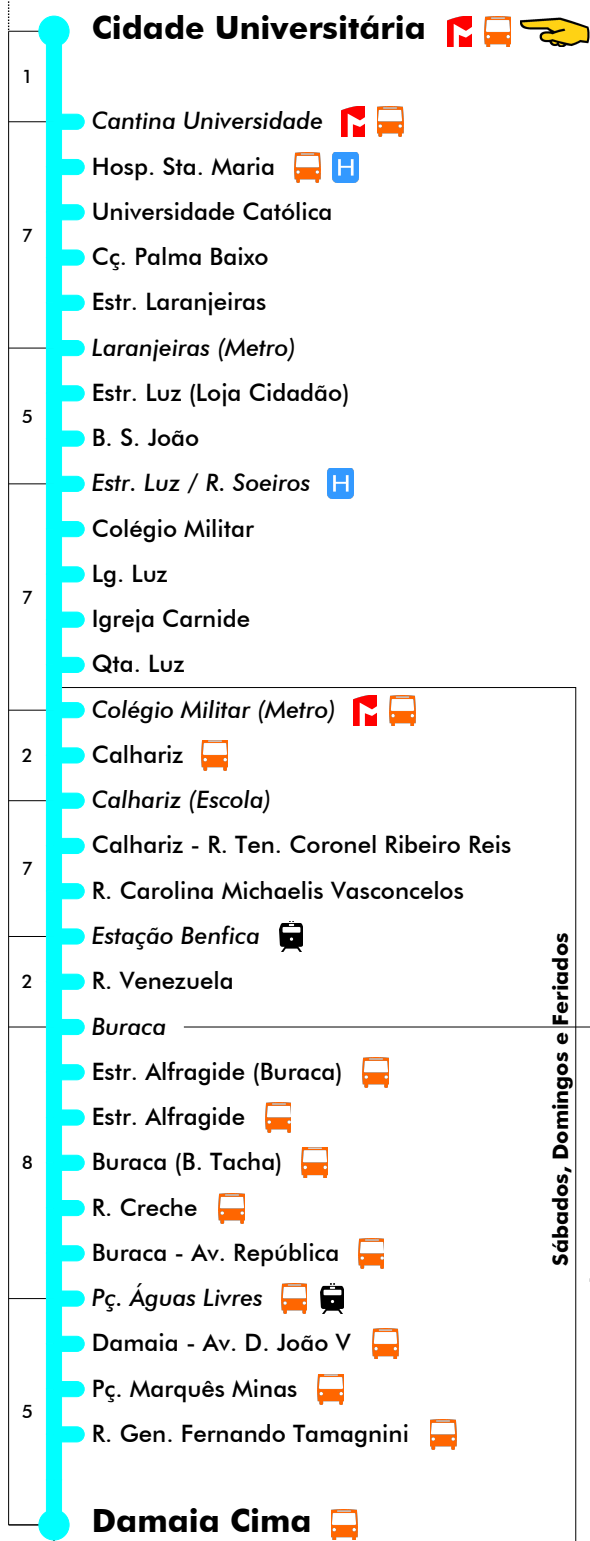 Cidade Universitária
1
Cantina Universidade
Hosp. Sta. Maria H
Universidade Católica
7
Cç. Palma Baixo
Estr. Laranjeiras
Laranjeiras (Metro)
Estr. Luz (Loja Cidadão)
5
B. S. João
Estr. Luz / R. Soeiros H
Colégio Militar
Lg. Luz
7
Igreja Carnide
Qta. Luz
Colégio Militar (Metro)
2
Calhariz
Calhariz (Escola)
Calhariz - R. Ten. Coronel Ribeiro Reis
7
R. Carolina Michaelis Vasconcelos
Estação Benfica
2
R. Venezuela
Buraca
Estr. Alfragide (Buraca)
Estr. Alfragide
8
Buraca (B. Tacha)
R. Creche
Buraca - Av. República
Pç. Águas Livres
Damaia - Av. D. João V
Pç. Marquês Minas
5
R. Gen. Fernando Tamagnini
Damaia Cima
Sábados, Domingos e Feriados